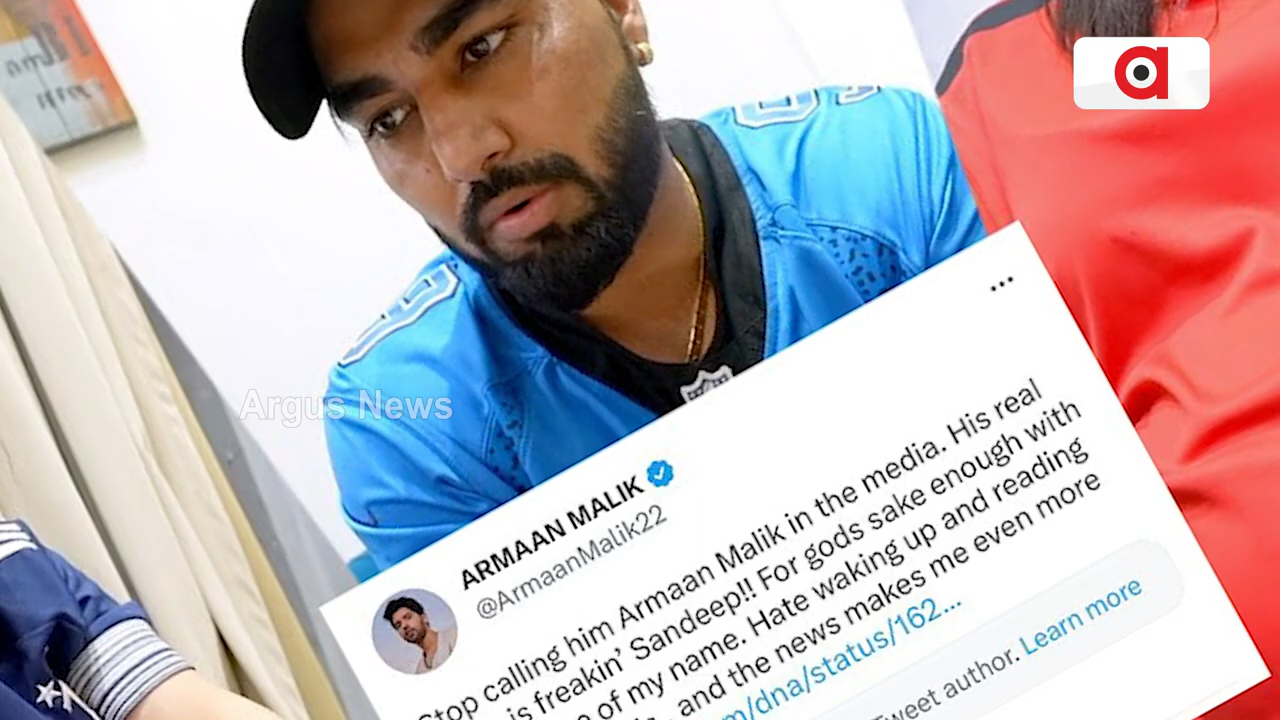 a
Argus News
...
ARMAAN MALIK
@ArmaanMalik22
Stop calling him Armaan Malik in the media. His real
is freakin' Sandeep!! For gods sake enough with
of my name. Hate waking up and reading
and the news makes me even more
m/dna/status/162...
Tweet author. Learn more